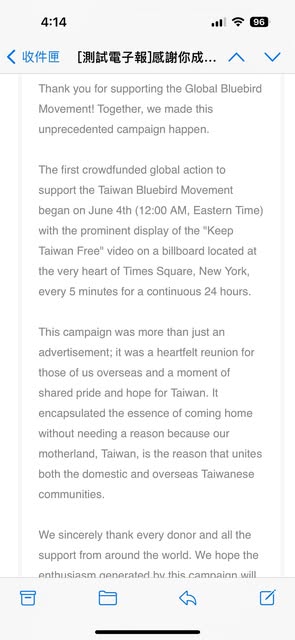 4:14
96
收件匣
[測試電子報]感謝你成...
Thank you for supporting the Global Bluebird
Movement! Together, we made this
unprecedented campaign happen.
The first crowdfunded global action to
support the Taiwan Bluebird Movement
began on June 4th (12:00 AM, Eastern Time)
with the prominent display of the "Keep
Taiwan Free" video on a billboard located at
the very heart of Times Square, New York,
every 5 minutes for a continuous 24 hours.
This campaign was more than just an
advertisement; it was a heartfelt reunion for
those of us overseas and a moment of
shared pride and hope for Taiwan. It
encapsulated the essence of coming home
without needing a reason because our
motherland, Taiwan, is the reason that unites
both the domestic and overseas Taiwanese
communities.
We sincerely thank every donor and all the
support from around the world. We hope the
enthusiasm generated by this campaign will